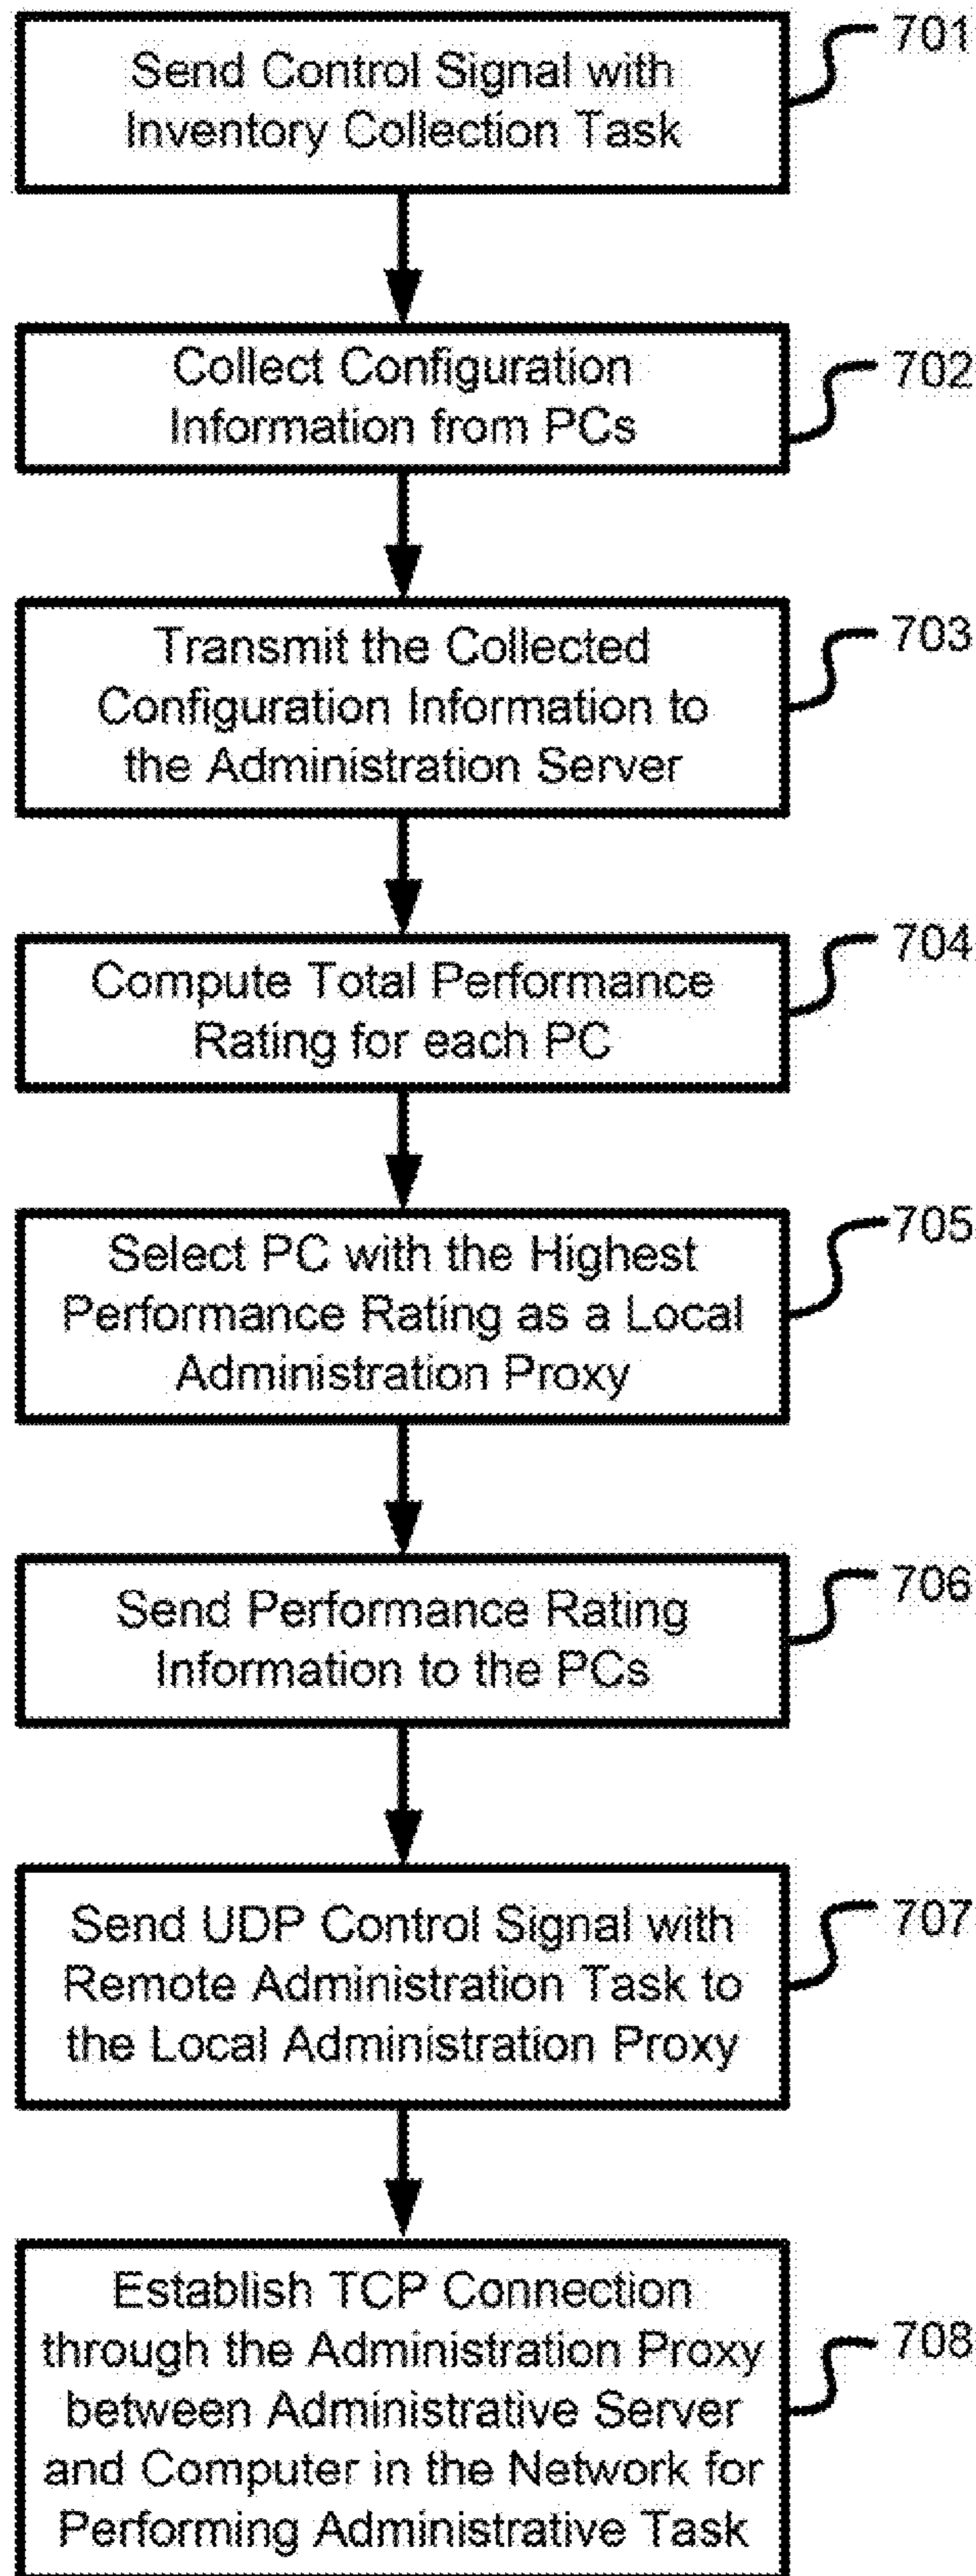 701
Send Control Signal with
Inventory Collection Task
702
Collect Configuration
Information from PCs
703
Transmit the Collected
Configuration Information to
the Administration Server
704
Compute Total Performance
Rating for each PC
705
Select PC with the Highest
Performance Rating as a Local
Administration Proxy
706
Send Performance Rating
Information to the PCs
707
Send UDP Control Signal with
Remote Administration Task to
the Local Administration Proxy
708
Establish TCP Connection
through the Administration Proxy
between Administrative Server
and Computer in the Network for
Performing Administrative Task